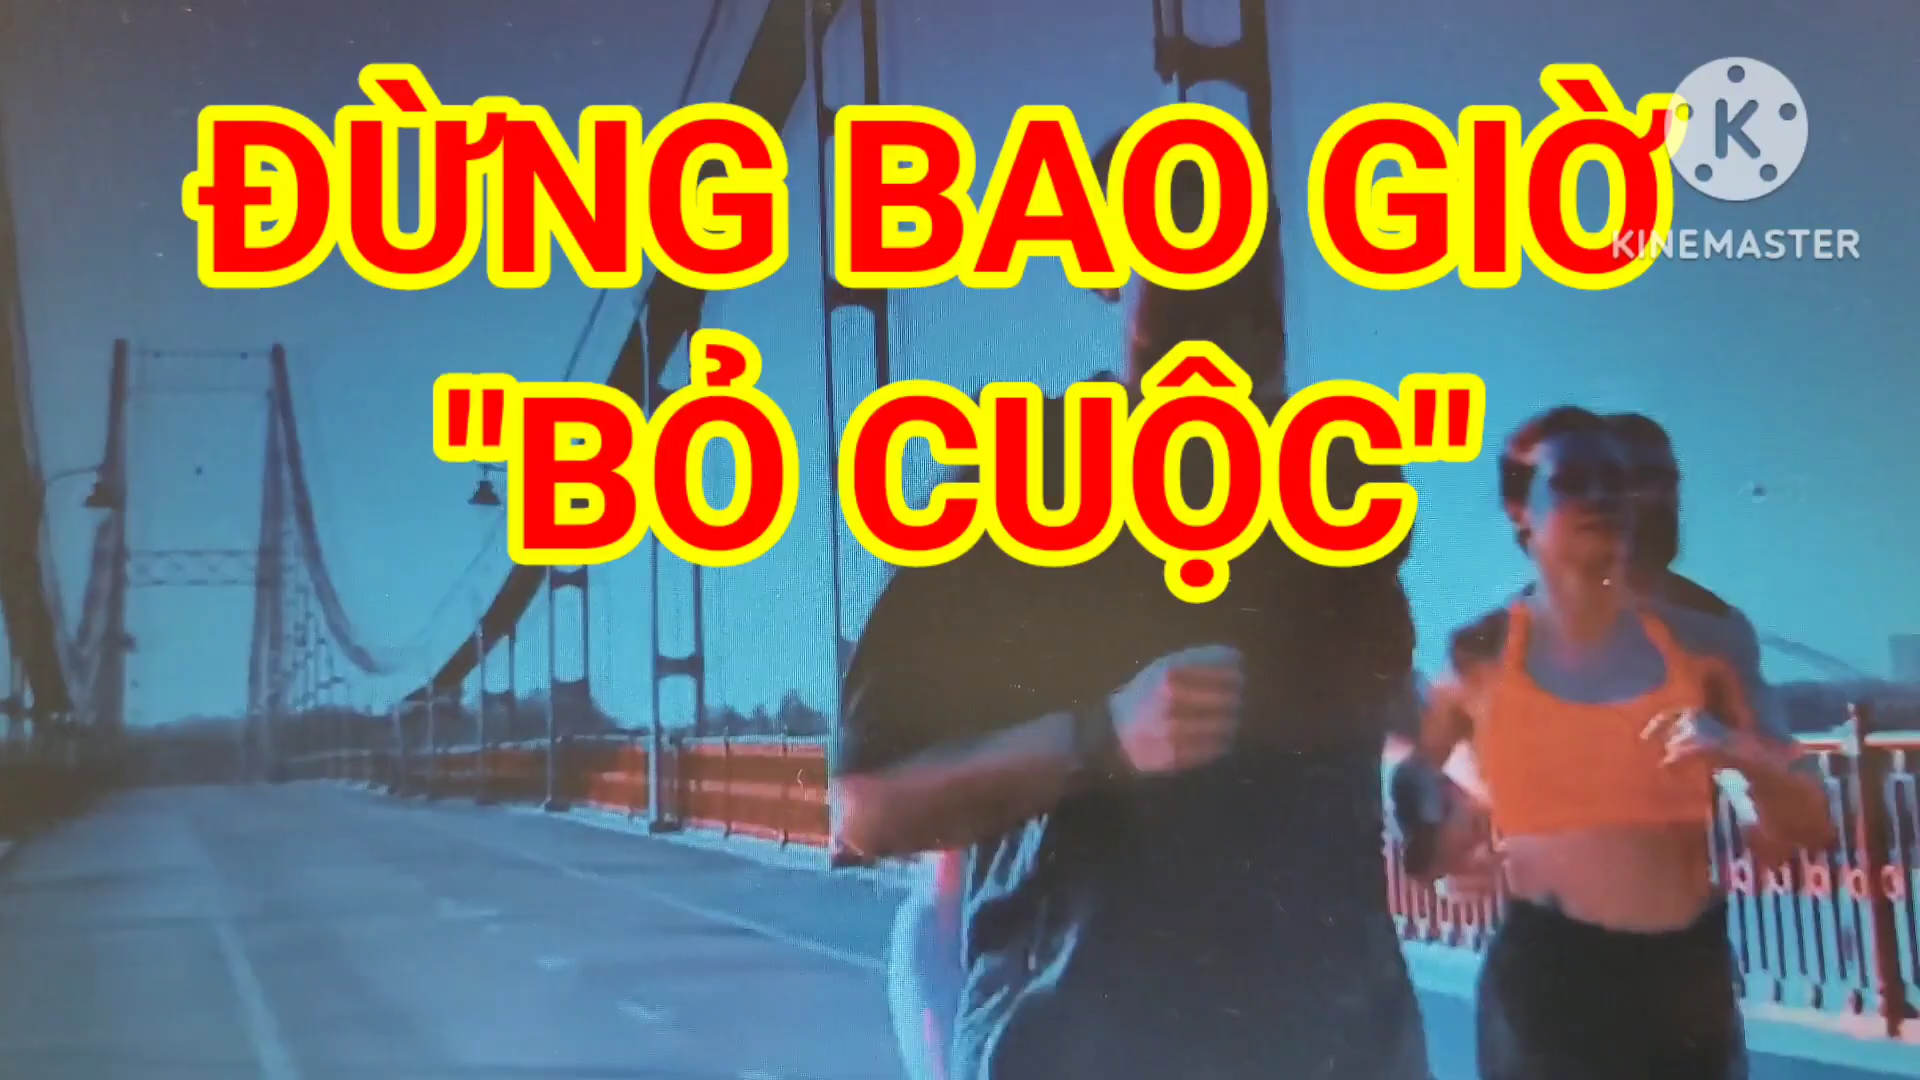 ĐỪNG BAO GIỜ
"BỎ CUỘC"
K
KINEMASTER